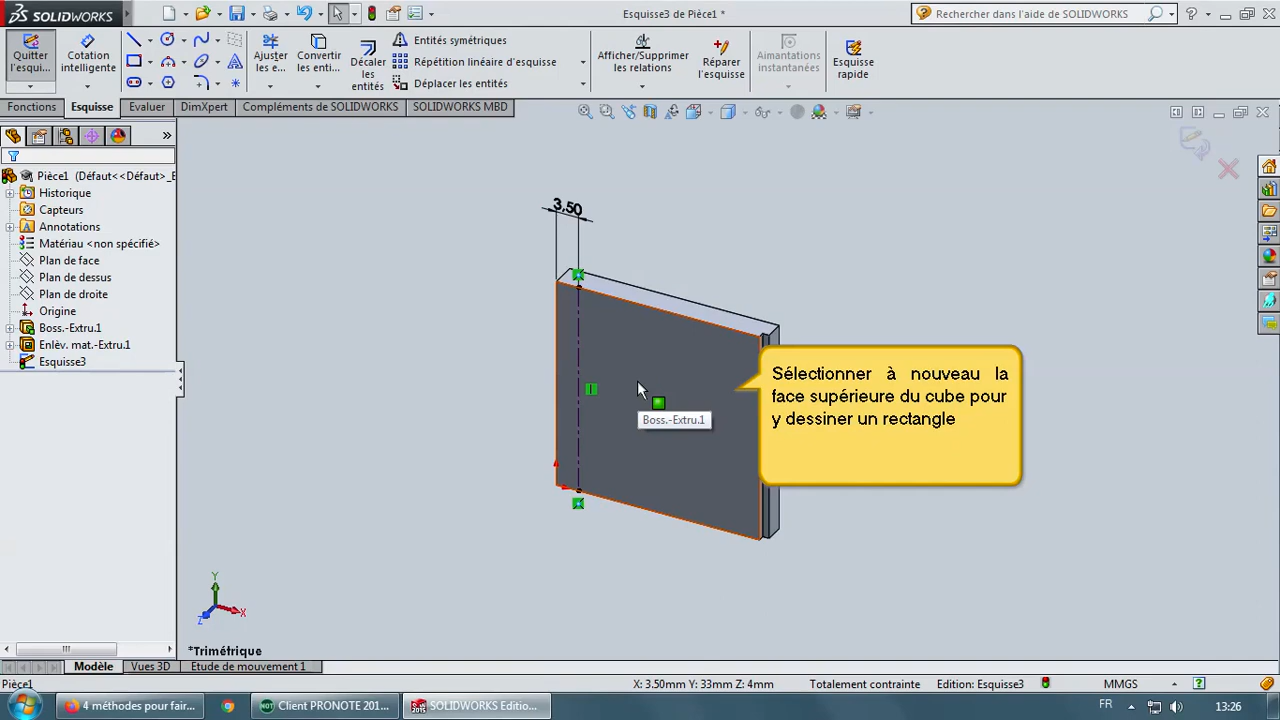 SOLIDWORKS
Esquisse3 de Pièce1 *
Rechercher dans l'aide de SOLIDWORKS
Quitter l'esqui...
Cotation intelligente
Ajuster les e...
Convertir les enti...
Décaler les entités
Entités symétriques
Répétition linéaire d'esquisse
Déplacer les entités
Afficher/Supprimer les relations
Réparer l'esquisse
Aimantations instantanées
Esquisse rapide
Fonctions
Esquisse
Evaluer
DimXpert
Compléments de SOLIDWORKS
SOLIDWORKS MBD
Pièce1 (Défaut<<Défaut>_E
Historique
Capteurs
Annotations
Matériau <non spécifié>
Plan de face
Plan de dessus
Plan de droite
Origine
Boss.-Extru.1
Enlèv. mat.-Extru.1
Esquisse3
3,50
Boss.-Extru.1
Sélectionner à nouveau la
face supérieure du cube pour
y dessiner un rectangle
Y
X
Z
*Trimétrique
Modèle
Vues 3D
Etude de mouvement 1
Pièce1
X: 3.50mm Y: 33mm Z: 4mm
Totalement contrainte
Edition: Esquisse3
MMGS
4 méthodes pour fair...
Client PRONOTE 201...
SOLIDWORKS Editio...
FR
13:26